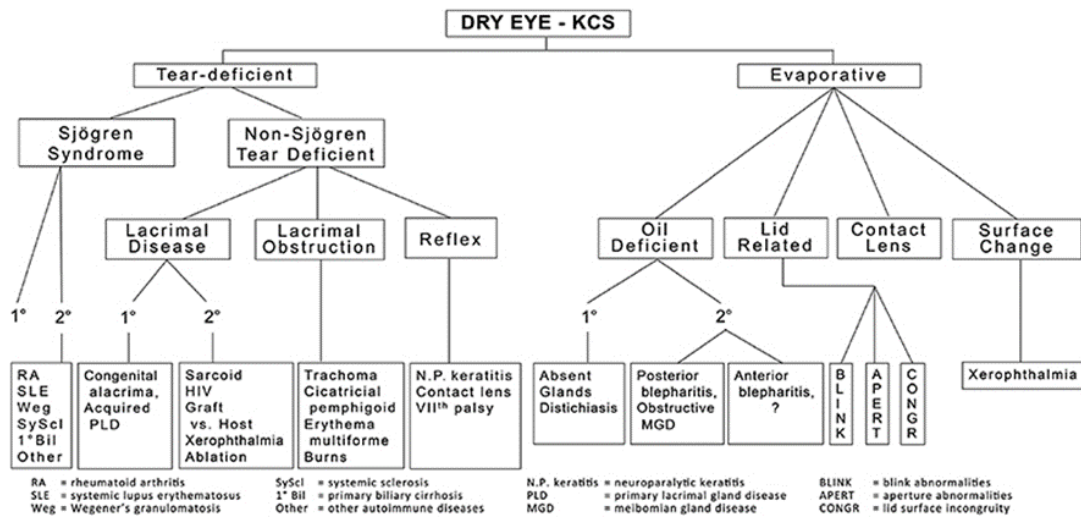 DRY EYE - KCS
Tear-deficient
Evaporative
Sjögren
Syndrome
Non-Sjögren
Tear Deficient
Lacrimal
Disease
Lacrimal
Obstruction
Reflex
Oil
Deficient
Lid
Related
Contact
Lens
Surface
Change
1°
2°
1°
2°
1°
2°
RA
SLE
Weg
SyScl
1°Bil
Other
Congenital
alacrima,
Acquired
PLD
Sarcoid
HIV
Graft
vs. Host
Xerophthalmia
Ablation
Trachoma
Cicatricial
pemphigoid
Erythema
multiforme
Burns
N.P. keratitis
Contact lens
VIIth palsy
Absent
Glands
Distichiasis
Posterior
blepharitis,
Obstructive
MGD
Anterior
blepharitis,
?
BLINK
APERT
CONGR
Xerophthalmia
RA = rheumatoid arthritis
SLE = systemic lupus erythematosus
Weg = Wegener's granulomatosis
SyScl = systemic sclerosis
1° Bil = primary biliary cirrhosis
Other = other autoimmune diseases
N.P. keratitis = neuroparalytic keratitis
PLD = primary lacrimal gland disease
MGD = meibomian gland disease
BLINK = blink abnormalities
APERT = aperture abnormalities
CONGR = lid surface incongruity